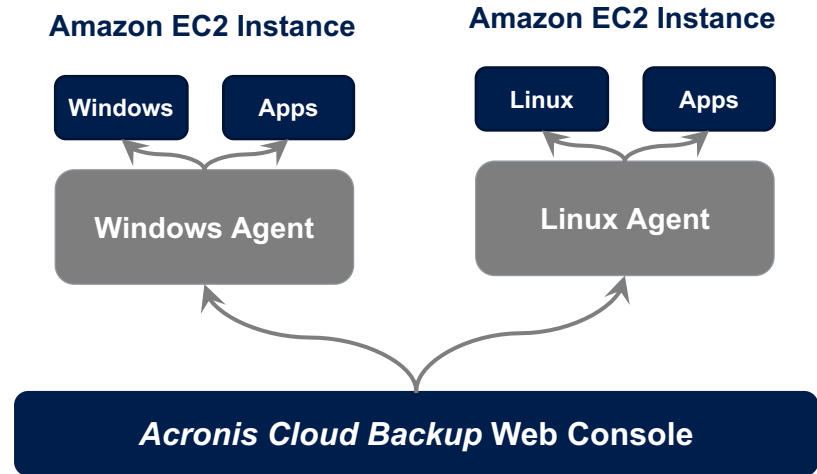 Amazon EC2 Instance
Amazon EC2 Instance
Windows
Apps
Linux
Apps
Windows Agent
Linux Agent
Acronis Cloud Backup Web Console